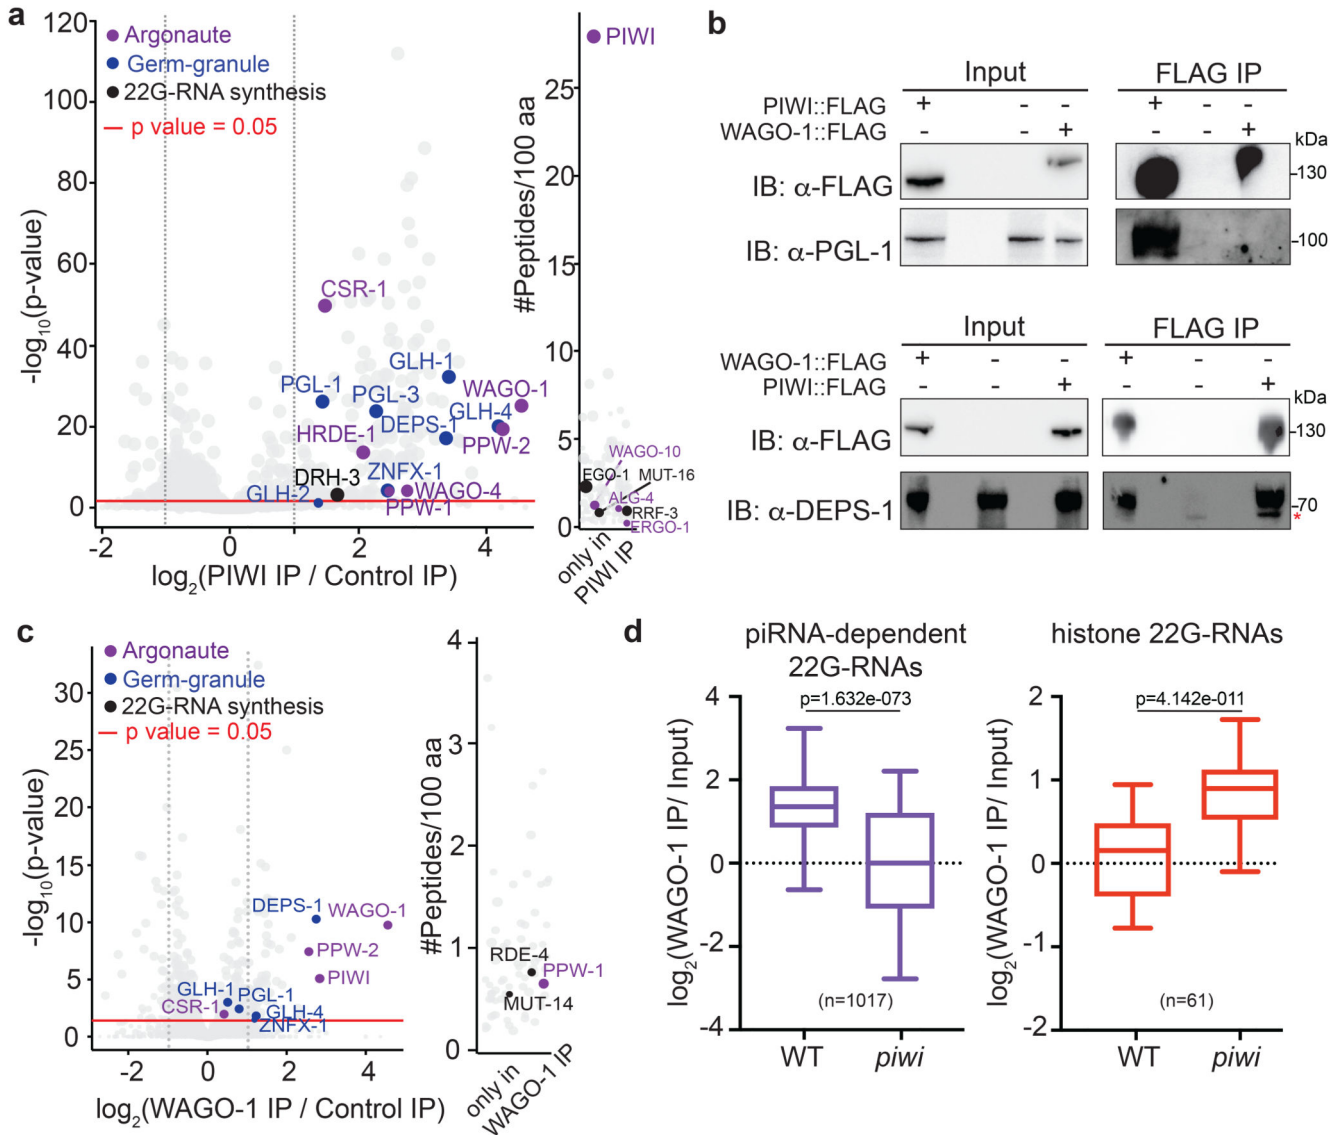 a
120
100
80
60
40
20
0
-log10(p-value)
Argonaute
Germ-granule
22G-RNA synthesis
p value = 0.05
CSR-1
GLH-1
PGL-1
PGL-3
WAGO-1
DEPS-1
GLH-4
HRDE-1
PPW-2
DRH-3
ZNFX-1
GLH-2
WAGO-4
PPW-1
-2
0
2
4
log2(PIWI IP / Control IP)
#Peptides/100 aa
25
20
15
10
5
0
PIWI
WAGO-10
EGO-1
MUT-16
ALG-4
RRF-3
ERGO-1
only in
PIWI IP
b
Input
FLAG IP
PIWI::FLAG + - - + - -
WAGO-1::FLAG - - + - - +
kDa
IB: α-FLAG
-130
IB: α-PGL-1
-100
Input
FLAG IP
WAGO-1::FLAG + - - + - -
PIWI::FLAG - - + - - +
kDa
IB: α-FLAG
-130
IB: α-DEPS-1
-70
*
c
30
25
20
15
10
5
0
-log10(p-value)
Argonaute
Germ-granule
22G-RNA synthesis
p value = 0.05
DEPS-1
WAGO-1
PPW-2
PIWI
GLH-1
PGL-1
CSR-1
GLH-4
ZNFX-1
-2
0
2
4
log2(WAGO-1 IP / Control IP)
#Peptides/100 aa
4
3
2
1
0
RDE-4
PPW-1
MUT-14
only in
WAGO-1 IP
d
piRNA-dependent
22G-RNAs
p=1.632e-073
log2(WAGO-1 IP/ Input)
4
2
0
-2
-4
(n=1017)
WT
piwi
histone 22G-RNAs
p=4.142e-011
log2(WAGO-1 IP/ Input)
2
1
0
-1
-2
(n=61)
WT
piwi